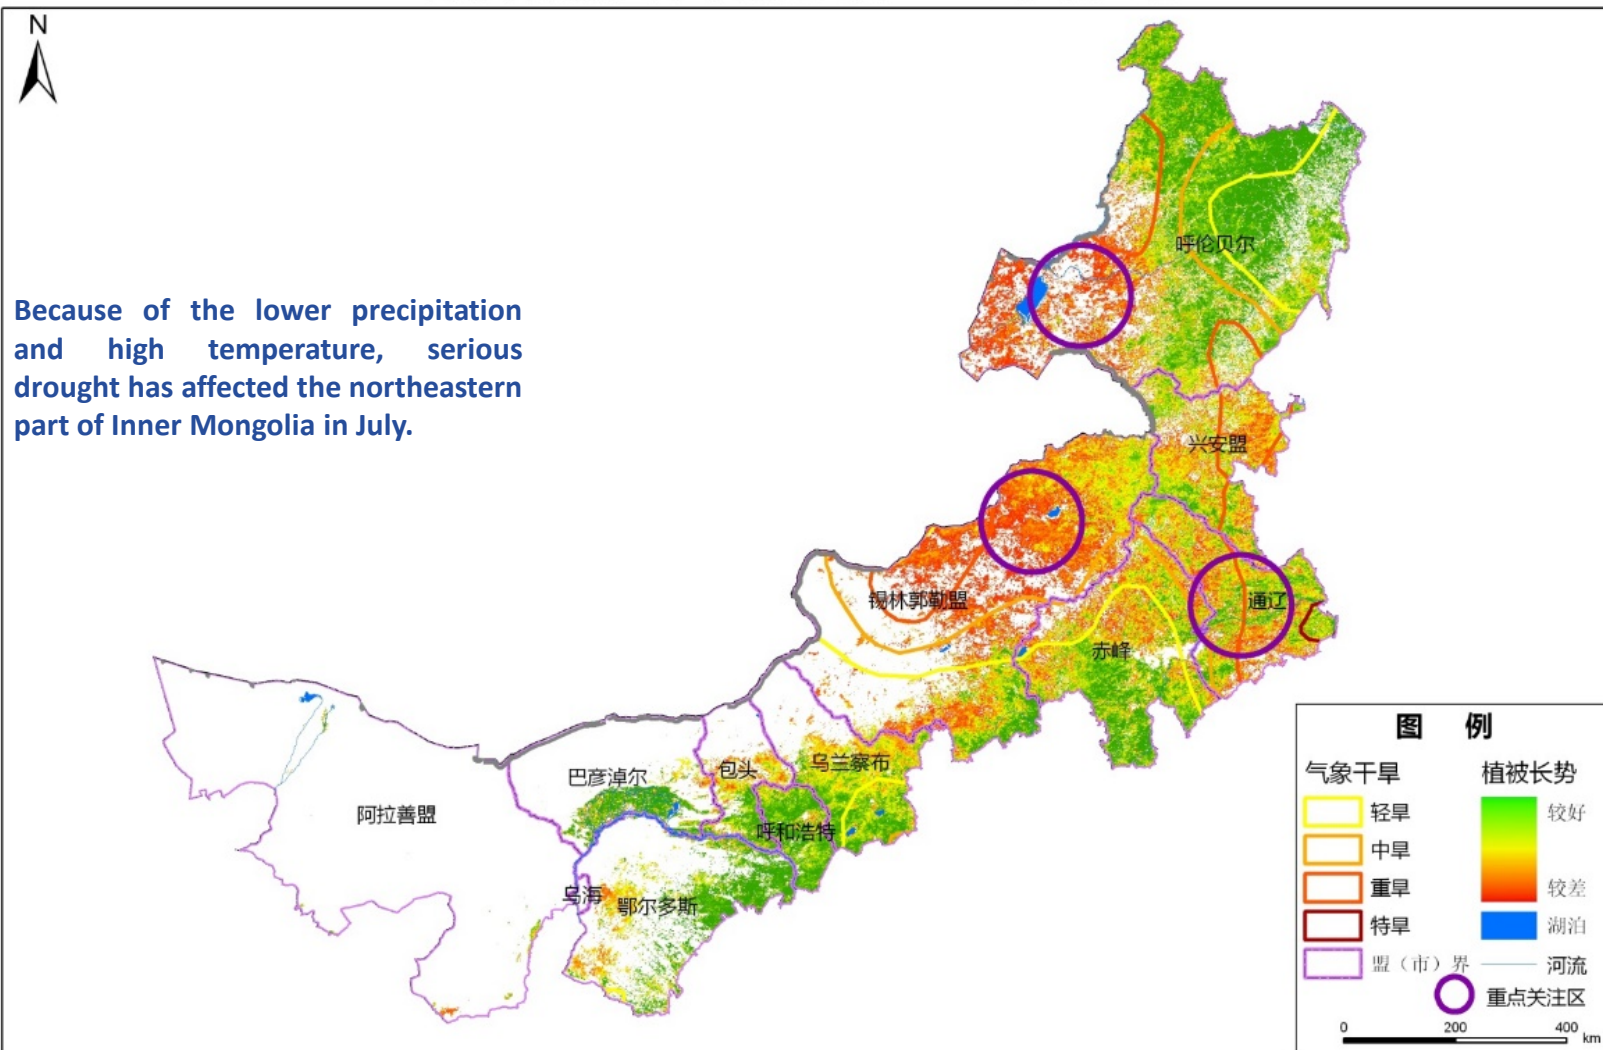 N
Because of the lower precipitation
and high temperature, serious
drought has affected the northeastern
part of Inner Mongolia in July.
呼伦贝尔
兴安盟
锡林郭勒盟
通辽
赤峰
乌兰察布
包头
巴彦淖尔
阿拉善盟
呼和浩特
乌海
鄂尔多斯
图 例
气象干旱 植被长势
轻旱 较好
中旱
重旱 较差
特旱 湖泊
盟（市）界 河流
重点关注区
0 200 400 km